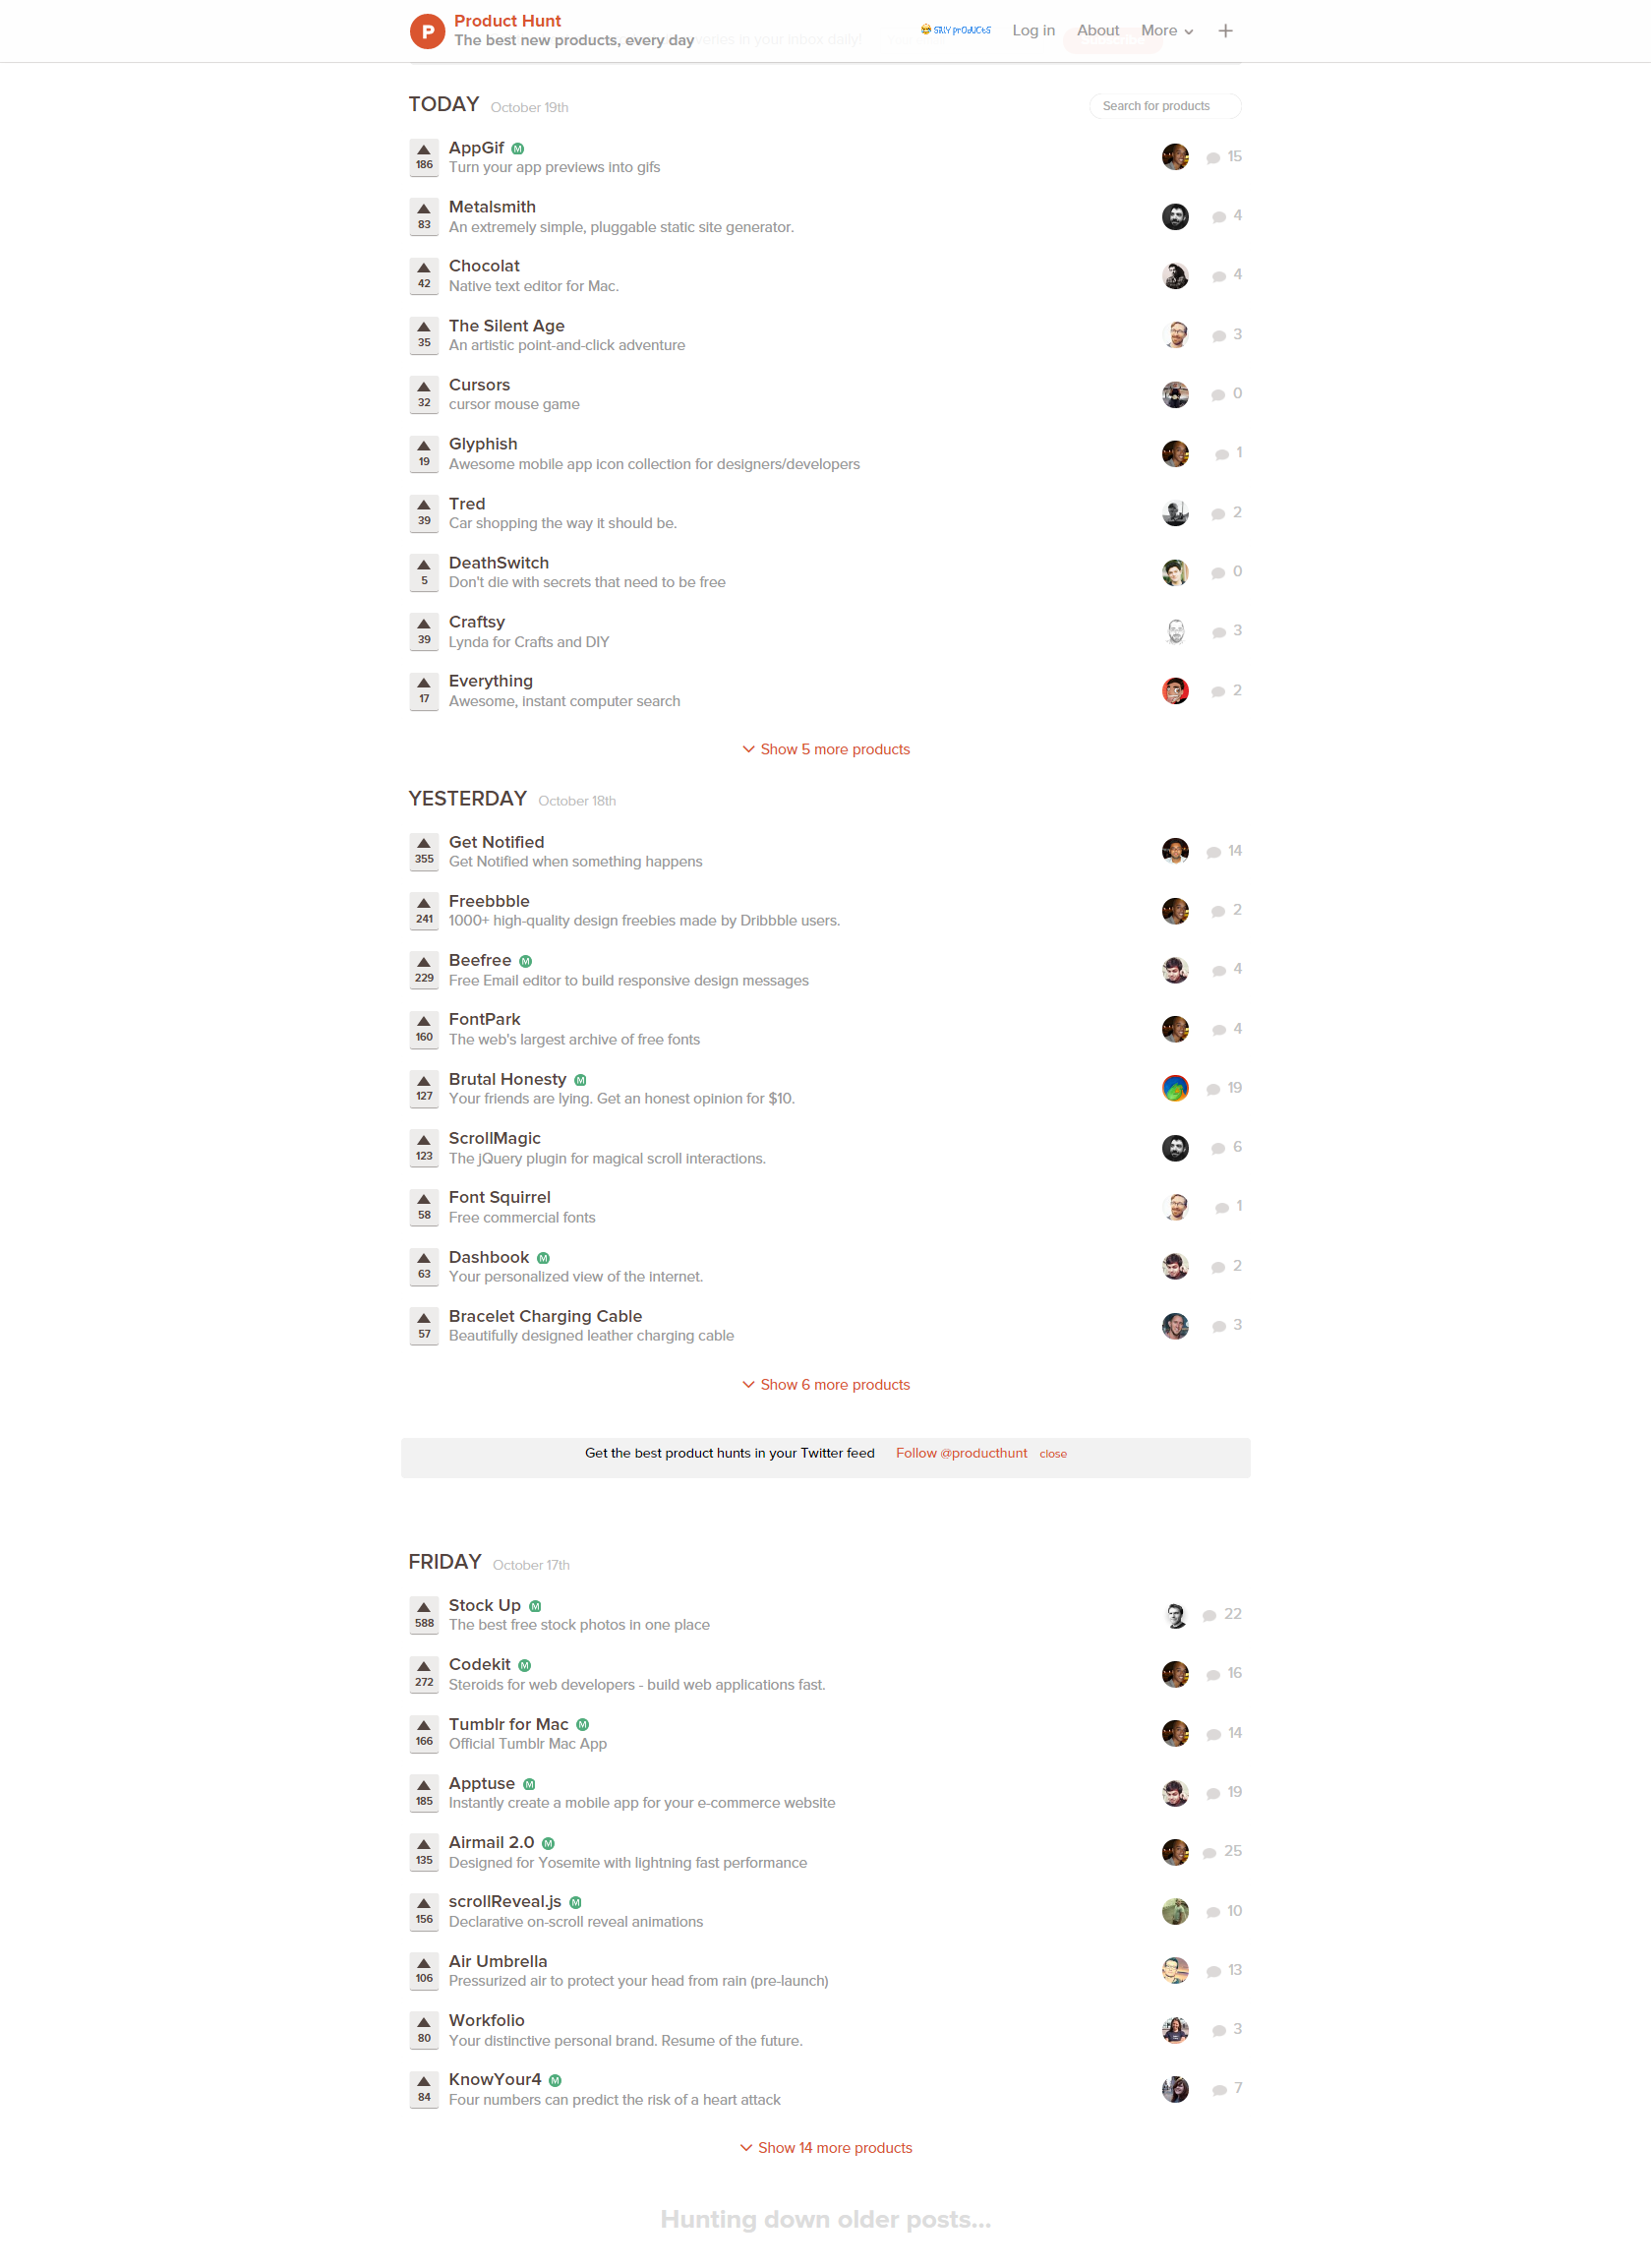 P
Product Hunt
The best new products, every day
SILLY PRODUCTS
Log in
About
More
+
eries in your inbox daily!
TODAY October 19th
Search for products
AppGif M
186
Turn your app previews into gifs
15
Metalsmith
83
An extremely simple, pluggable static site generator.
4
Chocolat
42
Native text editor for Mac.
4
The Silent Age
35
An artistic point-and-click adventure
3
Cursors
32
cursor mouse game
0
Glyphish
19
Awesome mobile app icon collection for designers/developers
1
Tred
39
Car shopping the way it should be.
2
DeathSwitch
5
Don't die with secrets that need to be free
0
Craftsy
39
Lynda for Crafts and DIY
3
Everything
17
Awesome, instant computer search
2
Show 5 more products
YESTERDAY October 18th
Get Notified
355
Get Notified when something happens
14
Freebbble
241
1000+ high-quality design freebies made by Dribbble users.
2
Beefree M
229
Free Email editor to build responsive design messages
4
FontPark
160
The web's largest archive of free fonts
4
Brutal Honesty M
127
Your friends are lying. Get an honest opinion for $10.
19
ScrollMagic
123
The jQuery plugin for magical scroll interactions.
6
Font Squirrel
58
Free commercial fonts
1
Dashbook M
63
Your personalized view of the internet.
2
Bracelet Charging Cable
57
Beautifully designed leather charging cable
3
Show 6 more products
Get the best product hunts in your Twitter feed Follow @producthunt close
FRIDAY October 17th
Stock Up M
588
The best free stock photos in one place
22
Codekit M
272
Steroids for web developers - build web applications fast.
16
Tumblr for Mac M
166
Official Tumblr Mac App
14
Apptuse M
185
Instantly create a mobile app for your e-commerce website
19
Airmail 2.0 M
135
Designed for Yosemite with lightning fast performance
25
scrollReveal.js M
156
Declarative on-scroll reveal animations
10
Air Umbrella
106
Pressurized air to protect your head from rain (pre-launch)
13
Workfolio
80
Your distinctive personal brand. Resume of the future.
3
KnowYour4 M
84
Four numbers can predict the risk of a heart attack
7
Show 14 more products
Hunting down older posts...